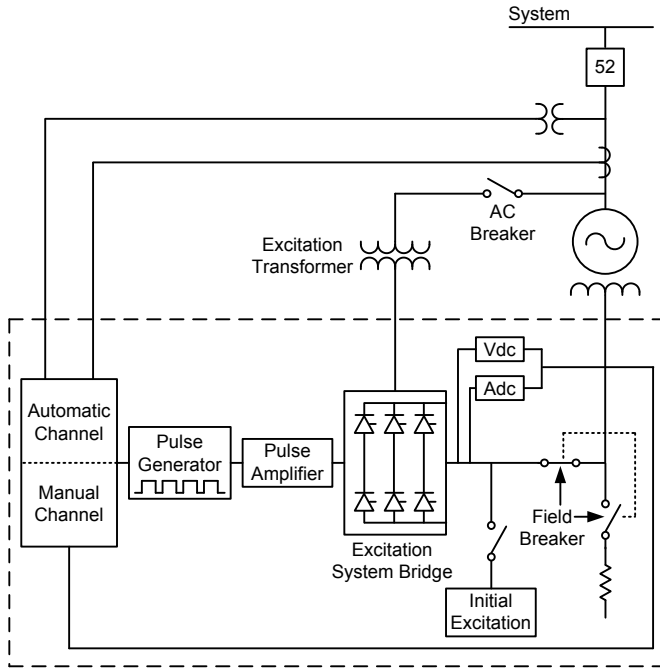 System
52
AC
Breaker
Excitation
Transformer
Vdc
Adc
Automatic
Channel
Manual
Channel
Pulse
Generator
Pulse
Amplifier
Excitation
System Bridge
Field
Breaker
Initial
Excitation